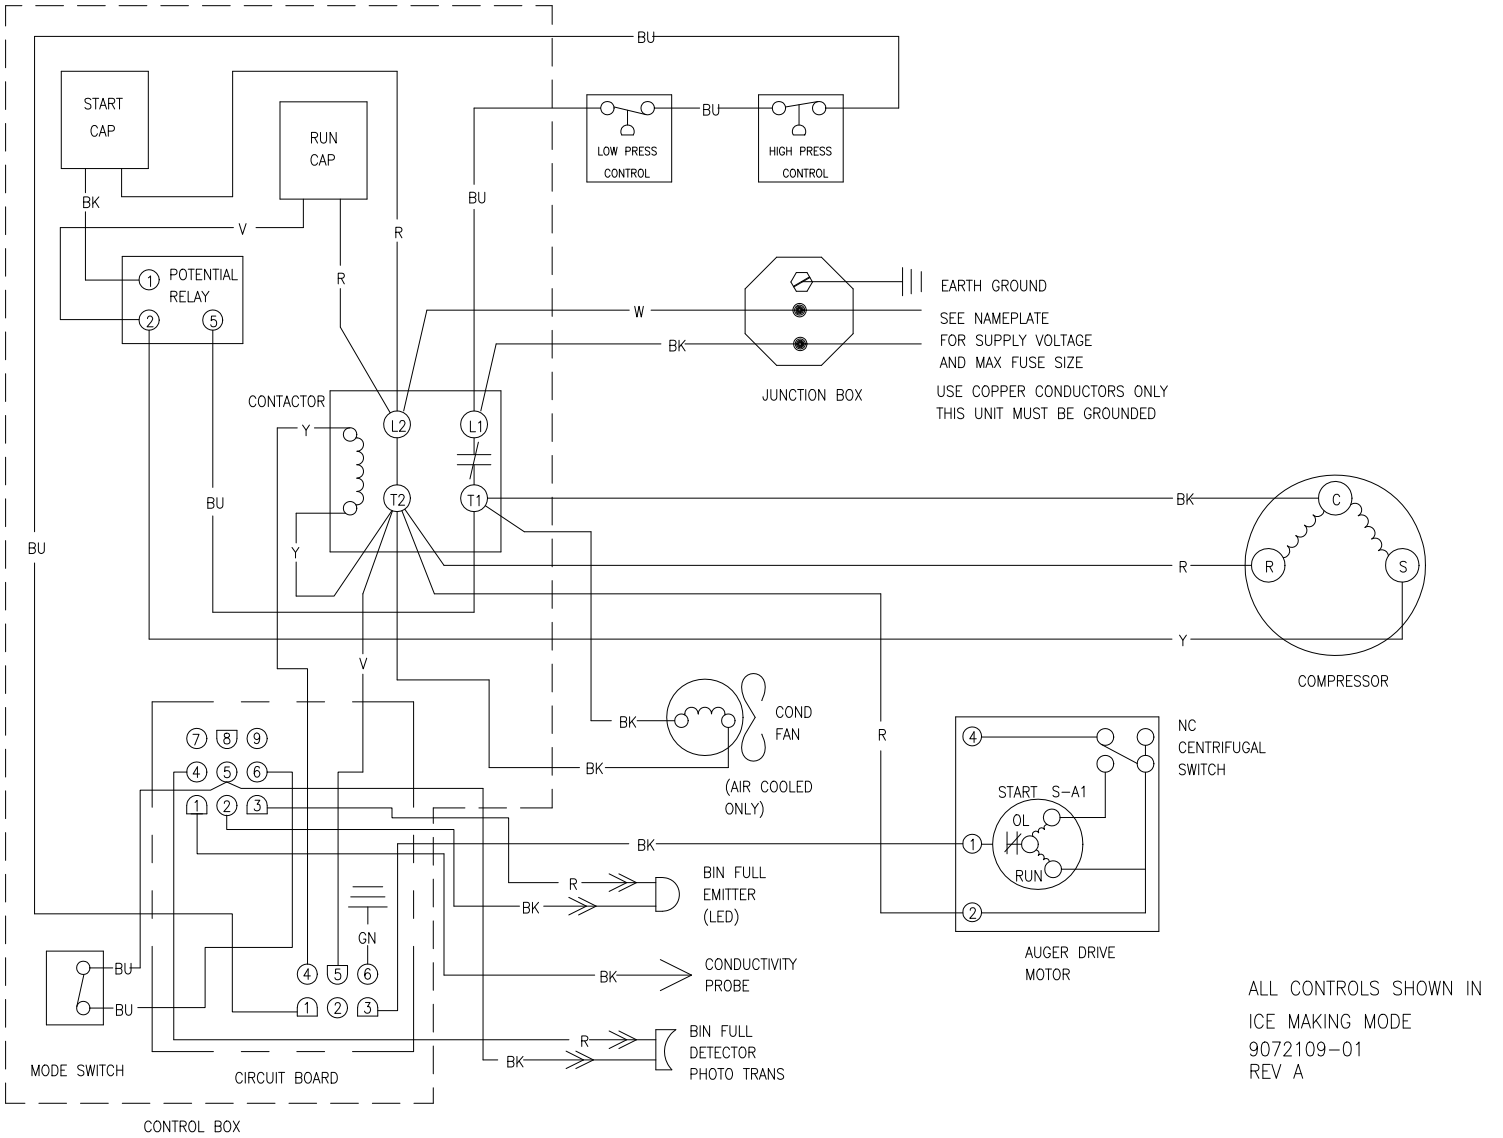 BU
START
CAP
RUN
CAP
BU
LOW PRESS
CONTROL
HIGH PRESS
CONTROL
BK
BU
V
R
R
1
POTENTIAL
RELAY
2
5
EARTH GROUND
W
SEE NAMEPLATE
FOR SUPPLY VOLTAGE
AND MAX FUSE SIZE
BK
JUNCTION BOX
USE COPPER CONDUCTORS ONLY
THIS UNIT MUST BE GROUNDED
CONTACTOR
Y
L2
L1
T2
T1
BU
BK
C
BU
Y
R
R
S
Y
V
COMPRESSOR
BK
COND
FAN
R
BK
(AIR COOLED
ONLY)
NC
CENTRIFUGAL
SWITCH
4
7
8
9
4
5
6
1
2
3
START S-A1
OL
RUN
1
2
BK
BIN FULL
EMITTER
(LED)
R
BK
AUGER DRIVE
MOTOR
GN
4
5
6
1
2
3
BK
CONDUCTIVITY
PROBE
BU
BU
MODE SWITCH
R
BK
BIN FULL
DETECTOR
PHOTO TRANS
CIRCUIT BOARD
CONTROL BOX
ALL CONTROLS SHOWN IN
ICE MAKING MODE
9072109-01
REV A